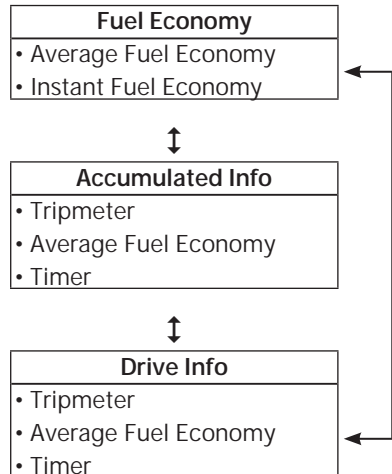 Fuel Economy
• Average Fuel Economy
• Instant Fuel Economy
Accumulated Info
• Tripmeter
• Average Fuel Economy
• Timer
Drive Info
• Tripmeter
• Average Fuel Economy
• Timer